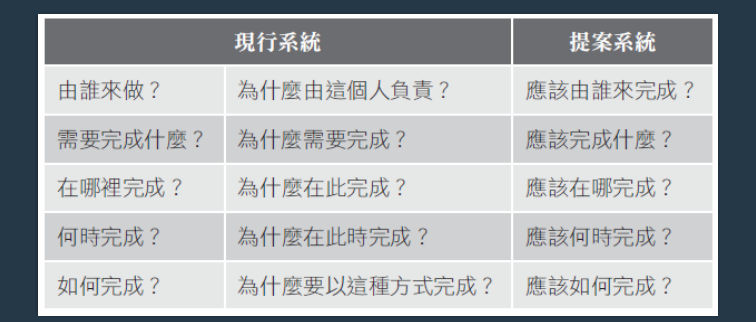 現行系統 提案系統
由誰來做？ 為什麼由這個人負責？ 應該由誰來完成？
需要完成什麼？ 為什麼需要完成？ 應該完成什麼？
在哪裡完成？ 為什麼在此完成？ 應該在哪完成？
何時完成？ 為什麼在此時完成？ 應該何時完成？
如何完成？ 為什麼要以這種方式完成？ 應該如何完成？